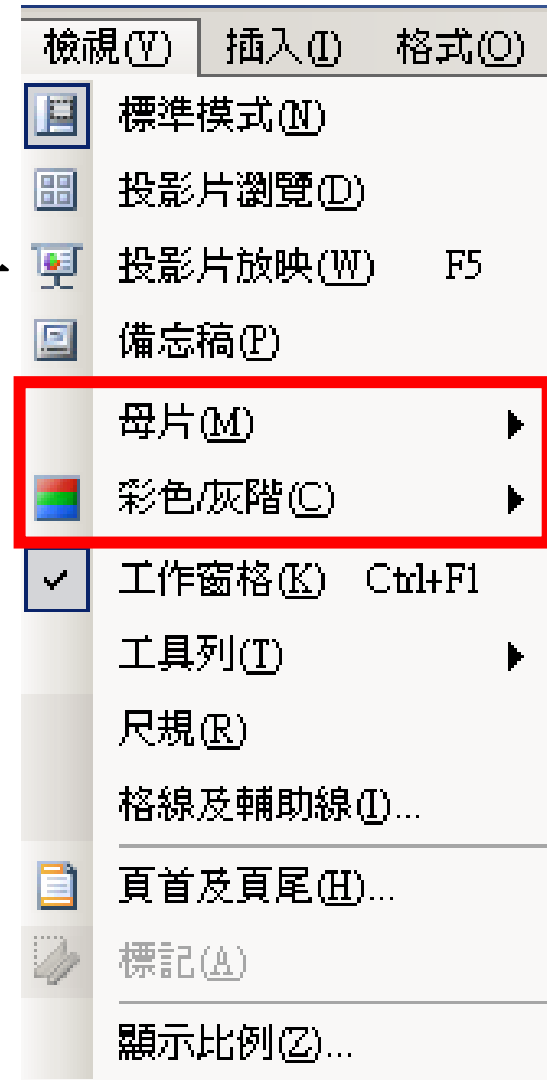 檢視(V) 插入(I) 格式(O)
標準模式(N)
投影片瀏覽(D)
投影片放映(W) F5
備忘稿(P)
母片(M)
彩色/灰階(C)
工作窗格(K) Ctrl+F1
工具列(T)
尺規(R)
格線及輔助線(I)...
頁首及頁尾(H)...
標記(A)
顯示比例(Z)...